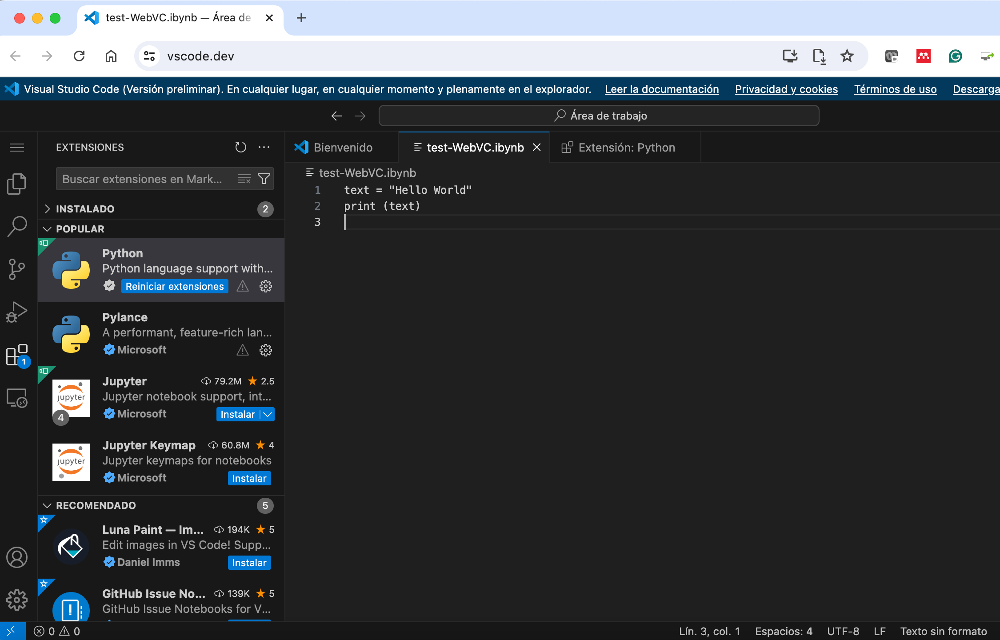 test-WebVC.ibynb — Área de
vscode.dev
Visual Studio Code (Versión preliminar). En cualquier lugar, en cualquier momento y plenamente en el explorador. Leer la documentación Privacidad y cookies Términos de uso Descarga
Área de trabajo
EXTENSIONES
Buscar extensiones en Mark...
INSTALADO 2
POPULAR
Python
Python language support with...
Reiniciar extensiones
Pylance
A performant, feature-rich lan...
Microsoft
1
Jupyter 79.2M 2.5
Jupyter notebook support, int...
Microsoft Instalar
jupyter
4
Jupyter Keymap 60.8M 4
Jupyter keymaps for notebooks
Microsoft Instalar
jupyter
RECOMENDADO 5
Luna Paint — Im... 194K 5
Edit images in VS Code! Supp...
Daniel Imms Instalar
GitHub Issue No... 139K 5
GitHub Issue Notebooks for V...
Bienvenido test-WebVC.ibynb Extensión: Python
test-WebVC.ibynb
1 text = "Hello World"
2 print (text)
3
0 0 Lín. 3, col. 1 Espacios: 4 UTF-8 LF Texto sin formato